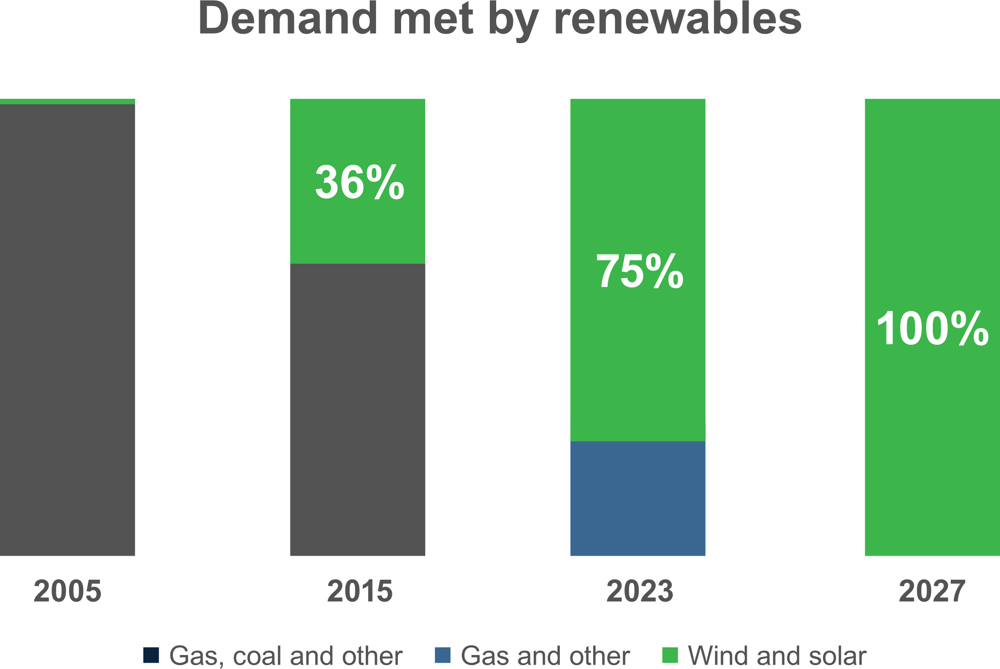 Demand met by renewables
36%
75%
100%
2005 2015 2023 2027
Gas, coal and other Gas and other Wind and solar